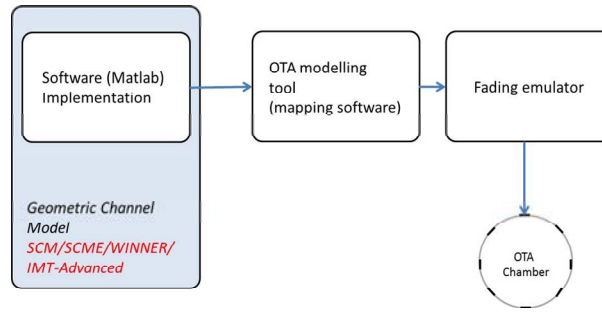 Software (Matlab)
Implementation
OTA modelling
tool
(mapping software)
Fading emulator
Geometric Channel
Model
SCM/SCME/WINNER/
IMT-Advanced
OTA
Chamber